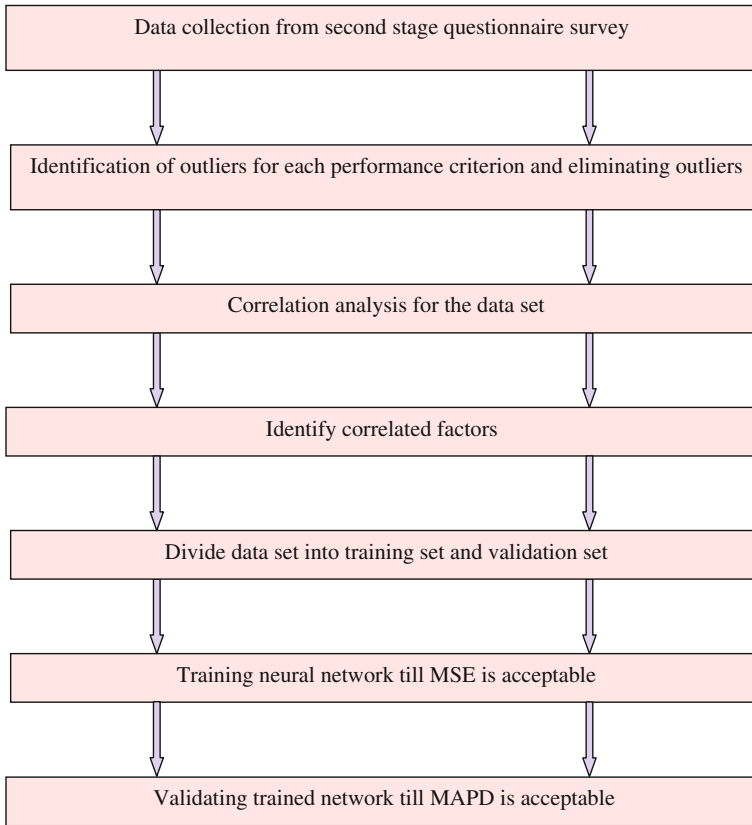 Data collection from second stage questionnaire survey
Identification of outliers for each performance criterion and eliminating outliers
Correlation analysis for the data set
Identify correlated factors
Divide data set into training set and validation set
Training neural network till MSE is acceptable
Validating trained network till MAPD is acceptable